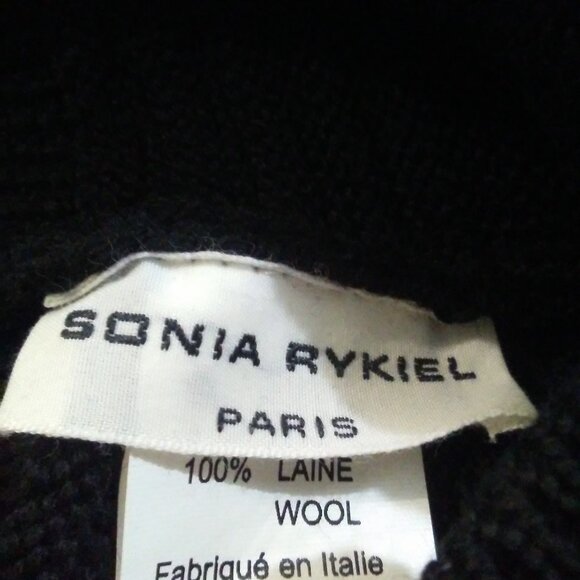 SONIA RYKIEL
PARIS
100% LAINE
WOOL
Fabriqué en Italie